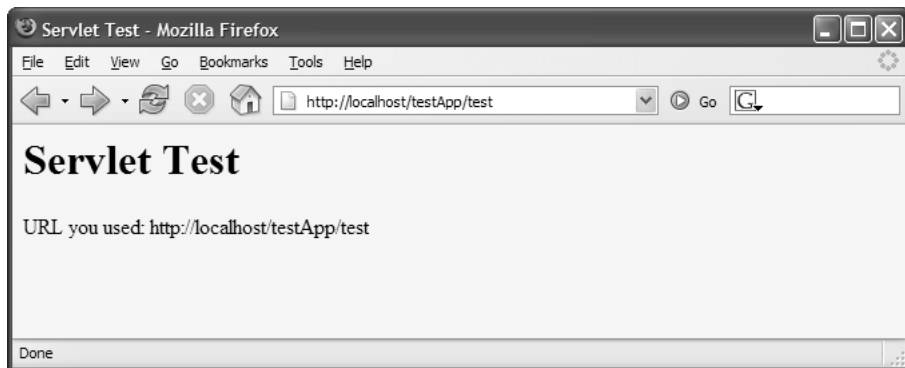 Servlet Test - Mozilla Firefox
File Edit View Go Bookmarks Tools Help
http://localhost/testApp/test Go G
Servlet Test
URL you used: http://localhost/testApp/test
Done